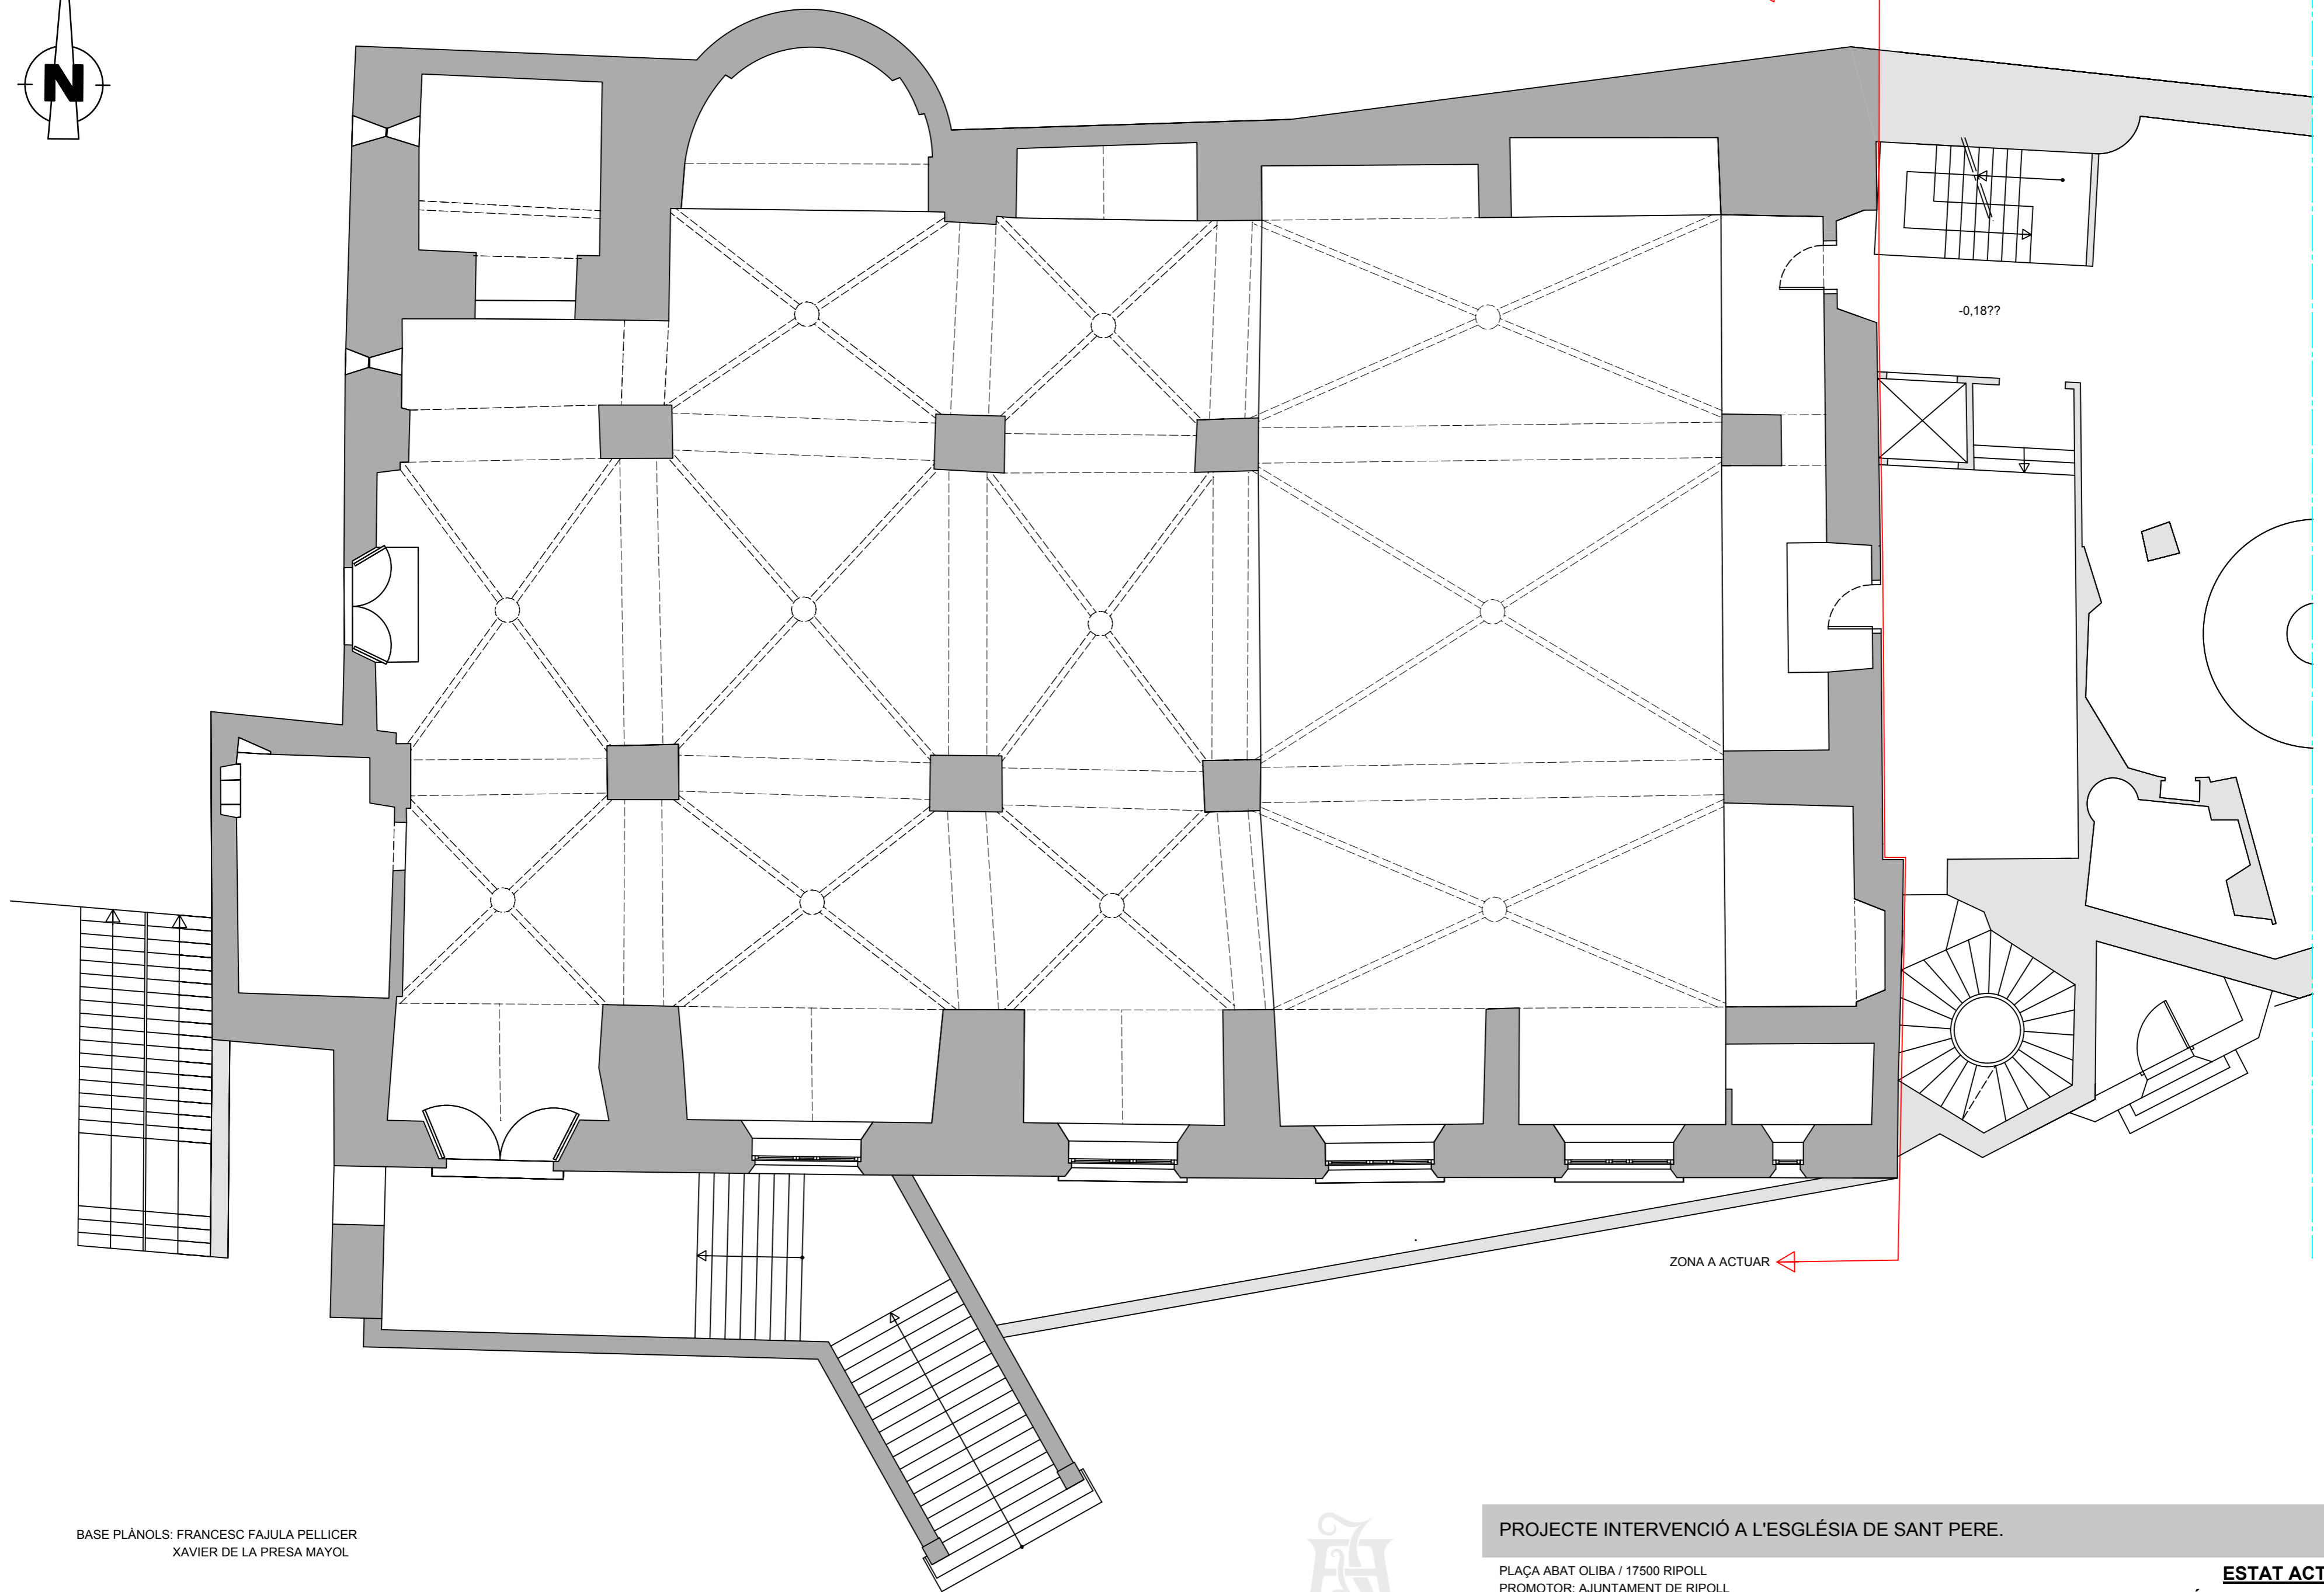 N
-0,18??
ZONA A ACTUAR
BASE PLÀNOLS: FRANCESC FAJULA PELLICER
XAVIER DE LA PRESA MAYOL
PROJECTE INTERVENCIÓ A L'ESGLÉSIA DE SANT PERE.
PLAÇA ABAT OLIBA / 17500 RIPOLL
PROMOTOR: AJUNTAMENT DE RIPOLL
ESTAT ACT